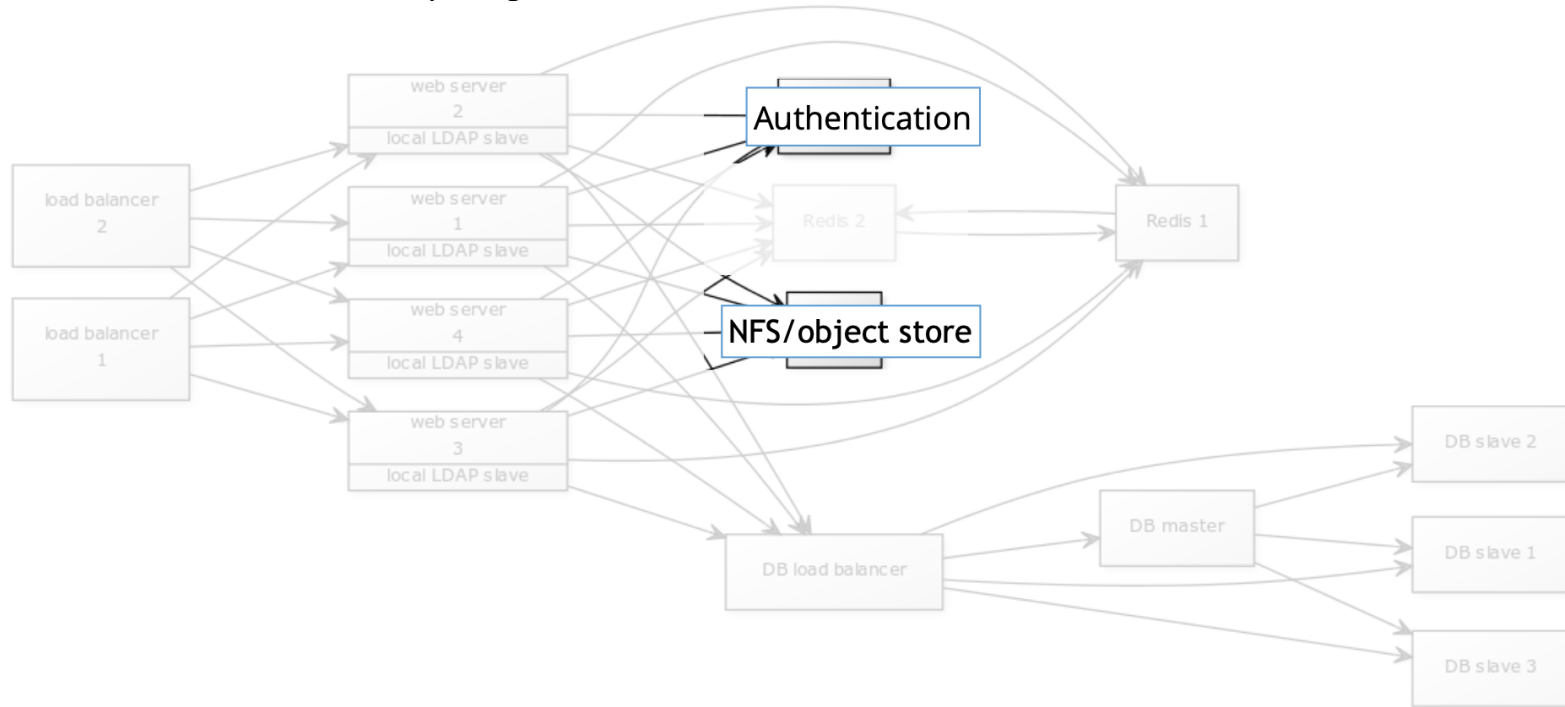 web server
2
local LDAP slave
Authentication
load balancer
2
web server
1
local LDAP slave
Redis 2
Redis 1
load balancer
1
web server
4
local LDAP slave
NFS/object store
web server
3
local LDAP slave
DB slave 2
DB master
DB slave 1
DB load balancer
DB slave 3